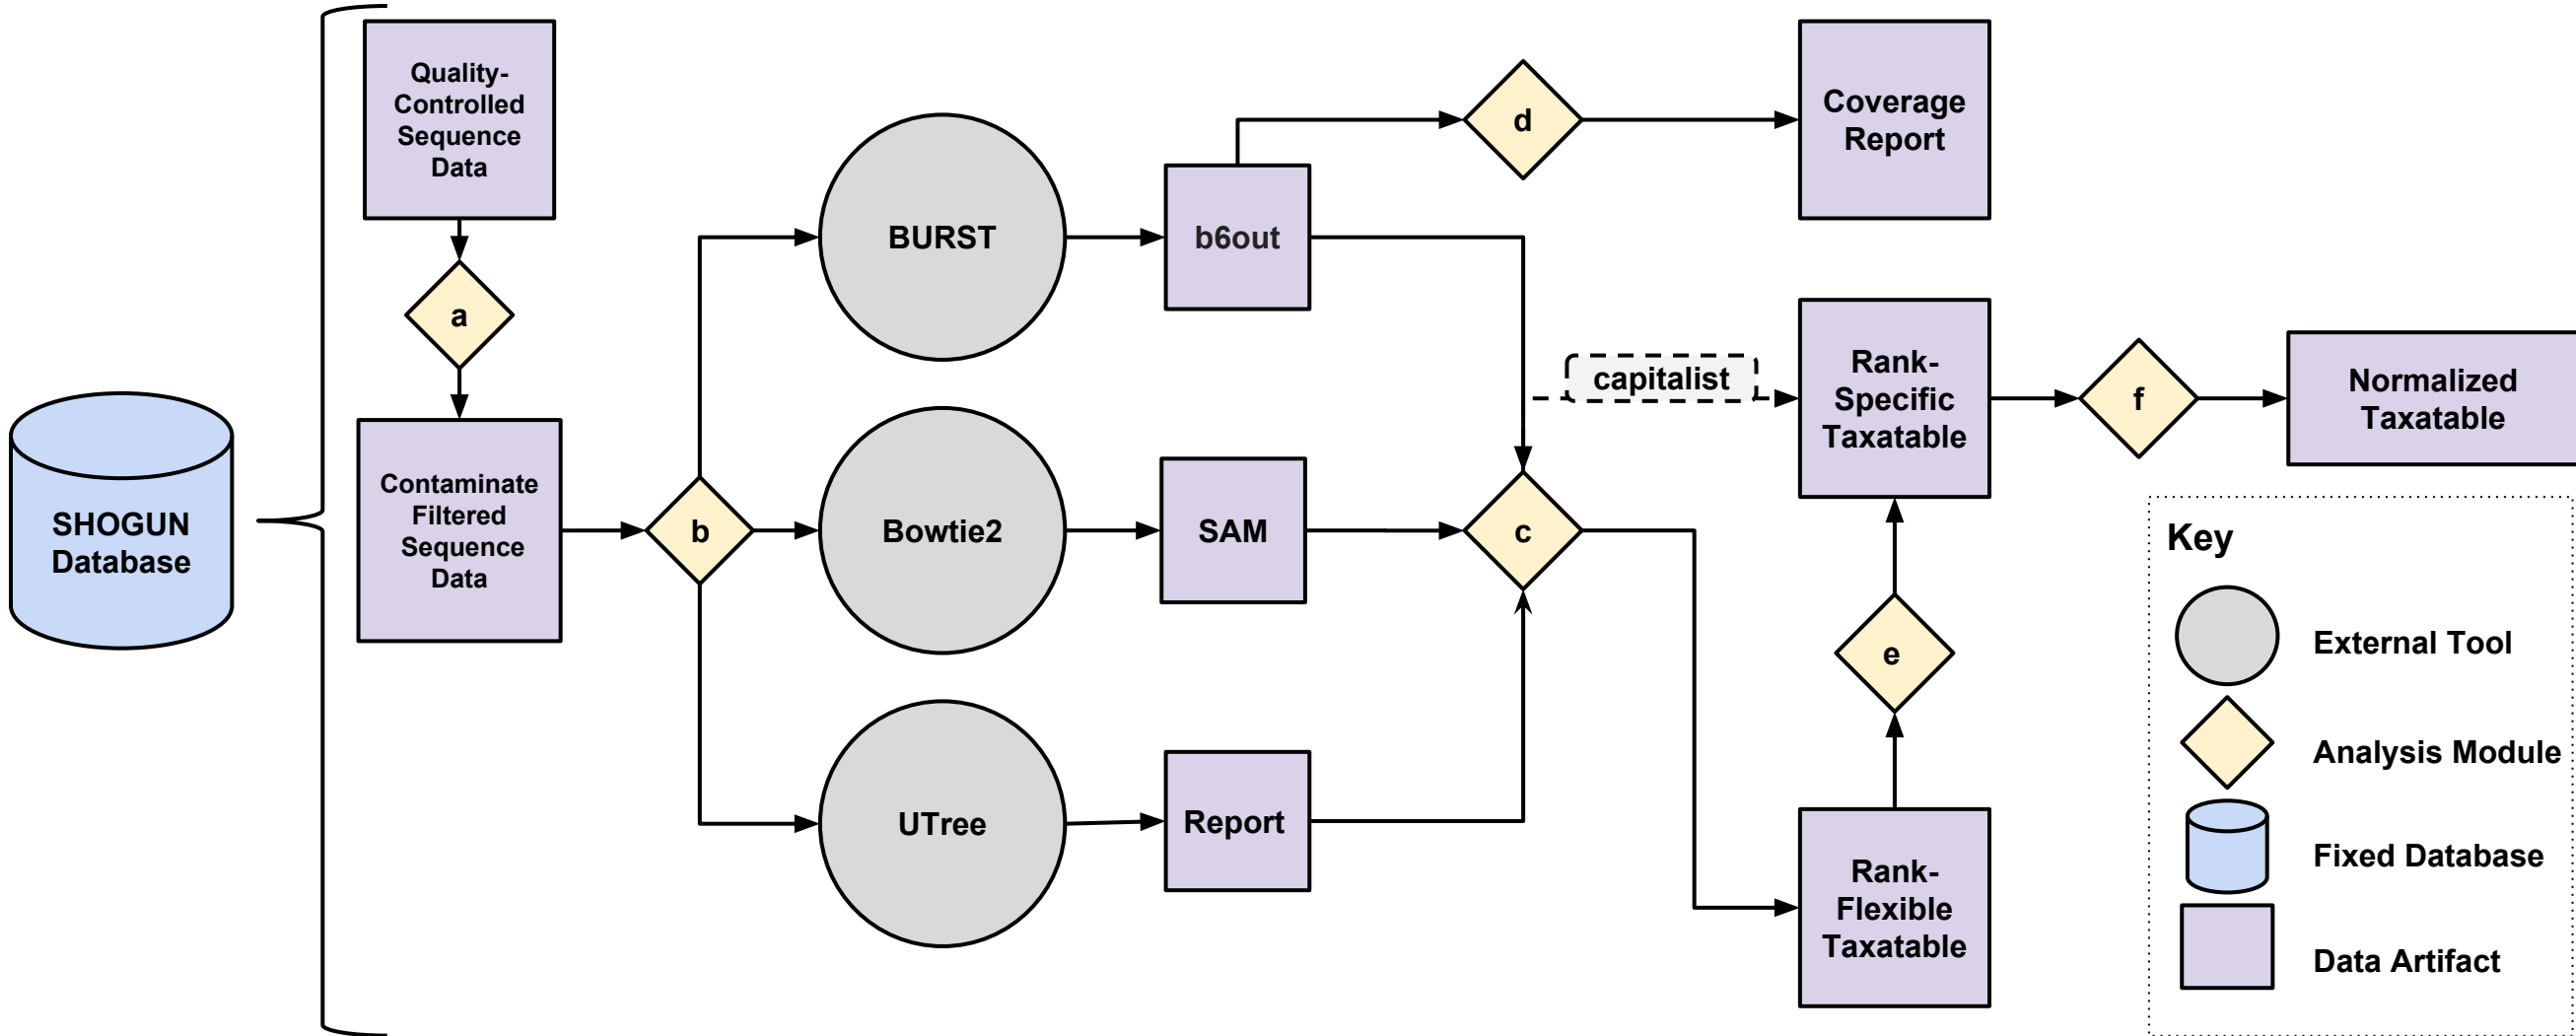 SHOGUN
Database
Quality-
Controlled
Sequence
Data
a
Contaminate
Filtered
Sequence
Data
b
BURST
Bowtie2
UTree
b6out
SAM
Report
d
c
capitalist
Coverage
Report
Rank-
Specific
Taxatable
e
Rank-
Flexible
Taxatable
f
Normalized
Taxatable
Key
External Tool
Analysis Module
Fixed Database
Data Artifact